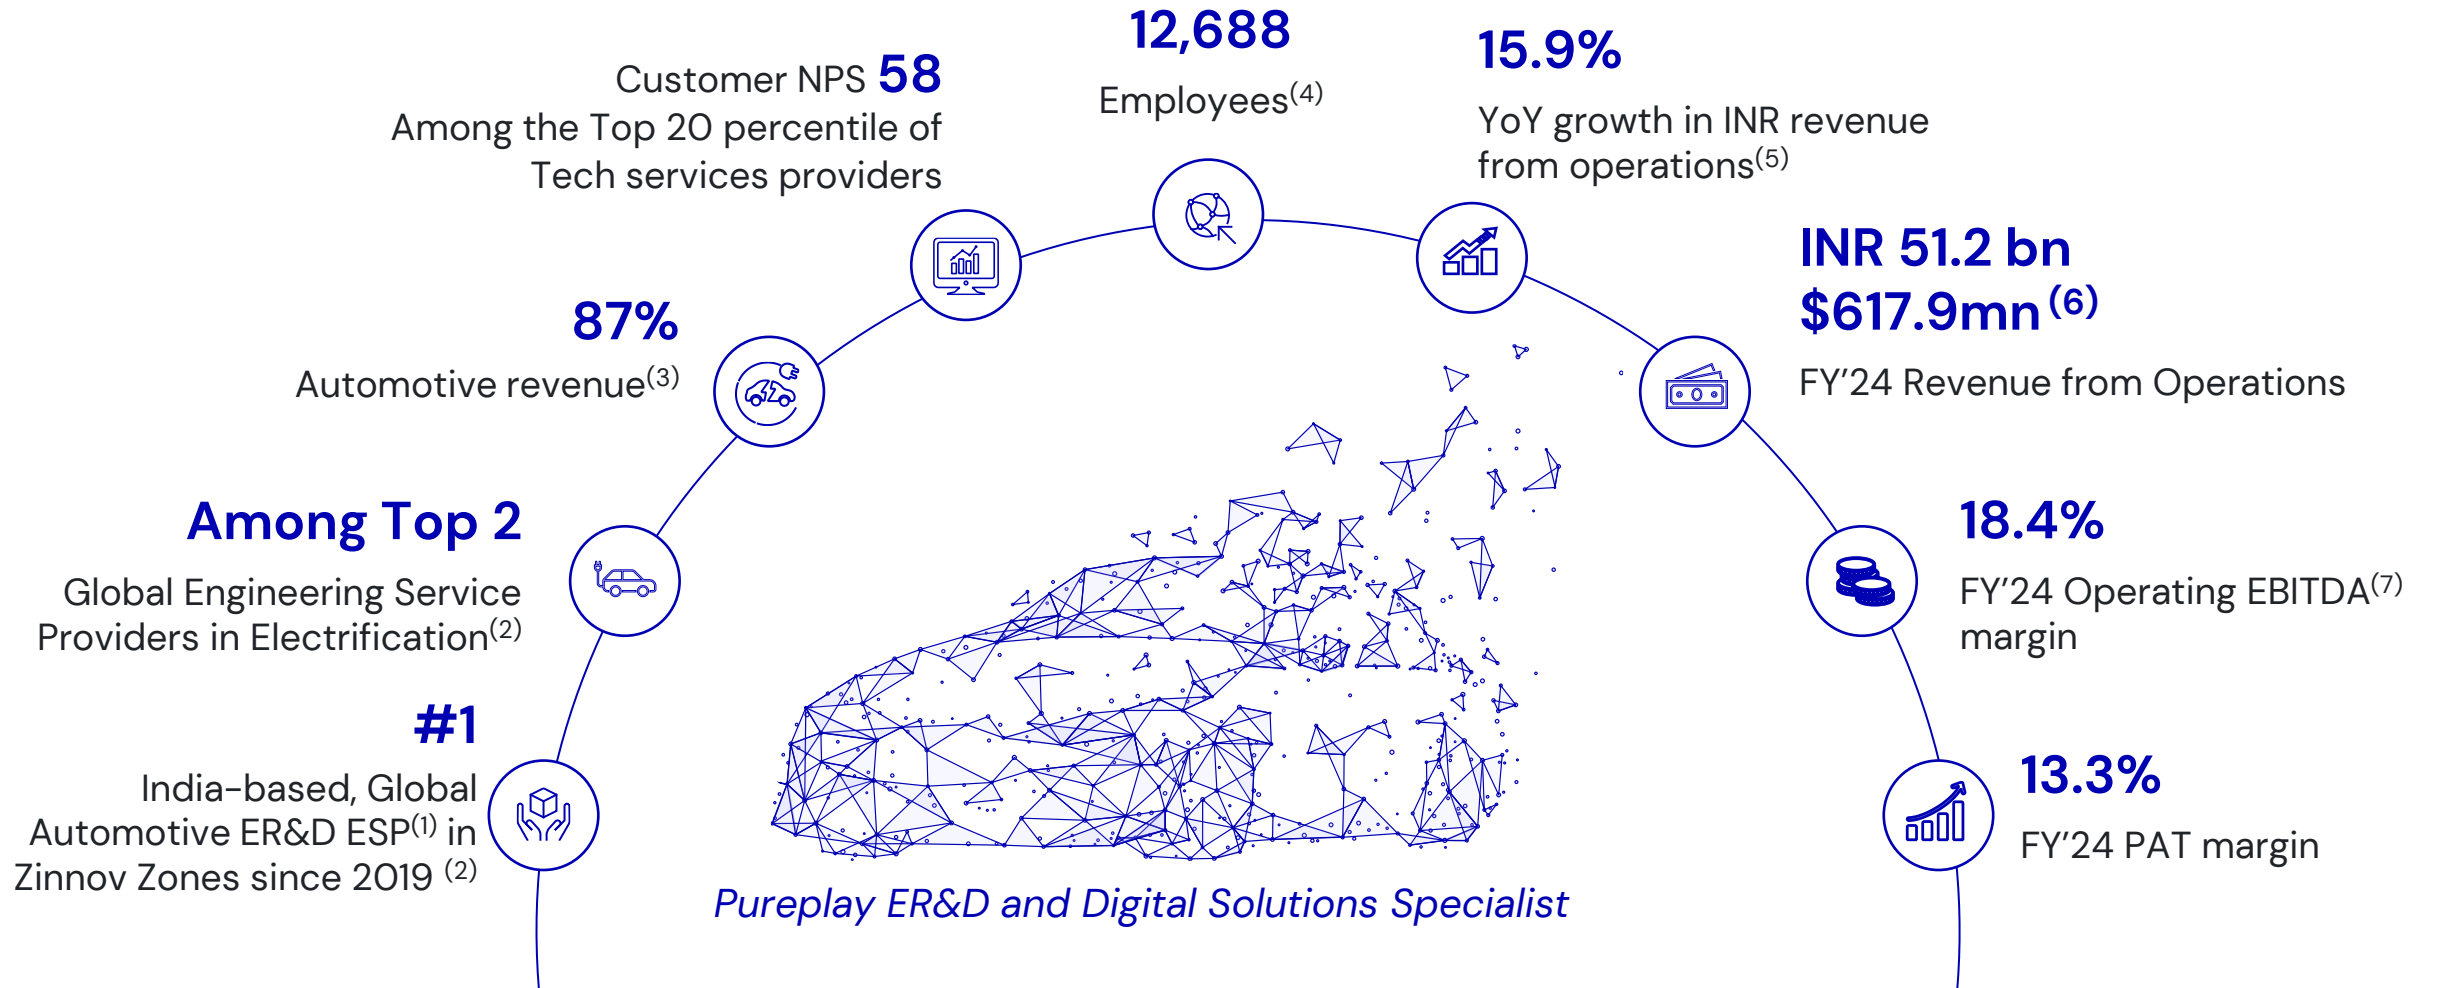 12,688
Employees(4)
15.9%
YoY growth in INR revenue
from operations(5)
Customer NPS 58
Among the Top 20 percentile of
Tech services providers
INR 51.2 bn
$617.9mn (6)
FY’24 Revenue from Operations
87%
Automotive revenue(3)
Among Top 2
Global Engineering Service
Providers in Electrification(2)
18.4%
FY’24 Operating EBITDA(7)
margin
#1
India-based, Global
Automotive ER&D ESP(1) in
Zinnov Zones since 2019 (2)
13.3%
FY’24 PAT margin
Pureplay ER&D and Digital Solutions Specialist